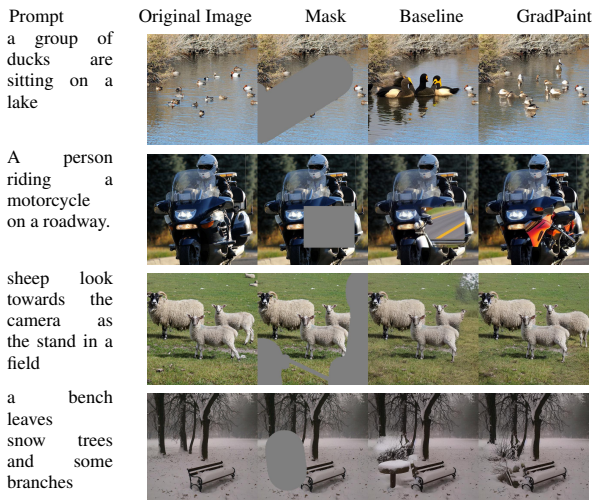 Prompt Original Image Mask Baseline GradPaint
a group of
ducks are
sitting on a
lake
A person
riding a
motorcycle
on a roadway.
sheep look
towards the
camera as
the stand in a
field
a bench
leaves
snow trees
and some
branches